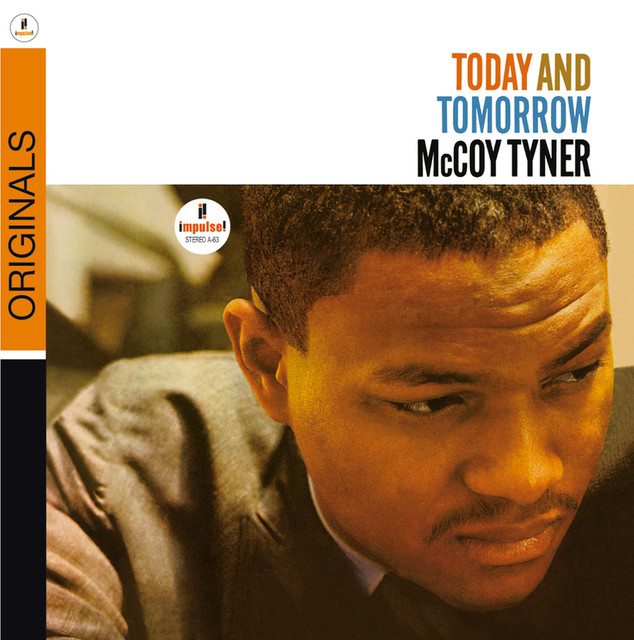 impulse!
ORIGINALS
TODAY AND
TOMORROW
McCOY TYNER
impulse!
STEREO A-63